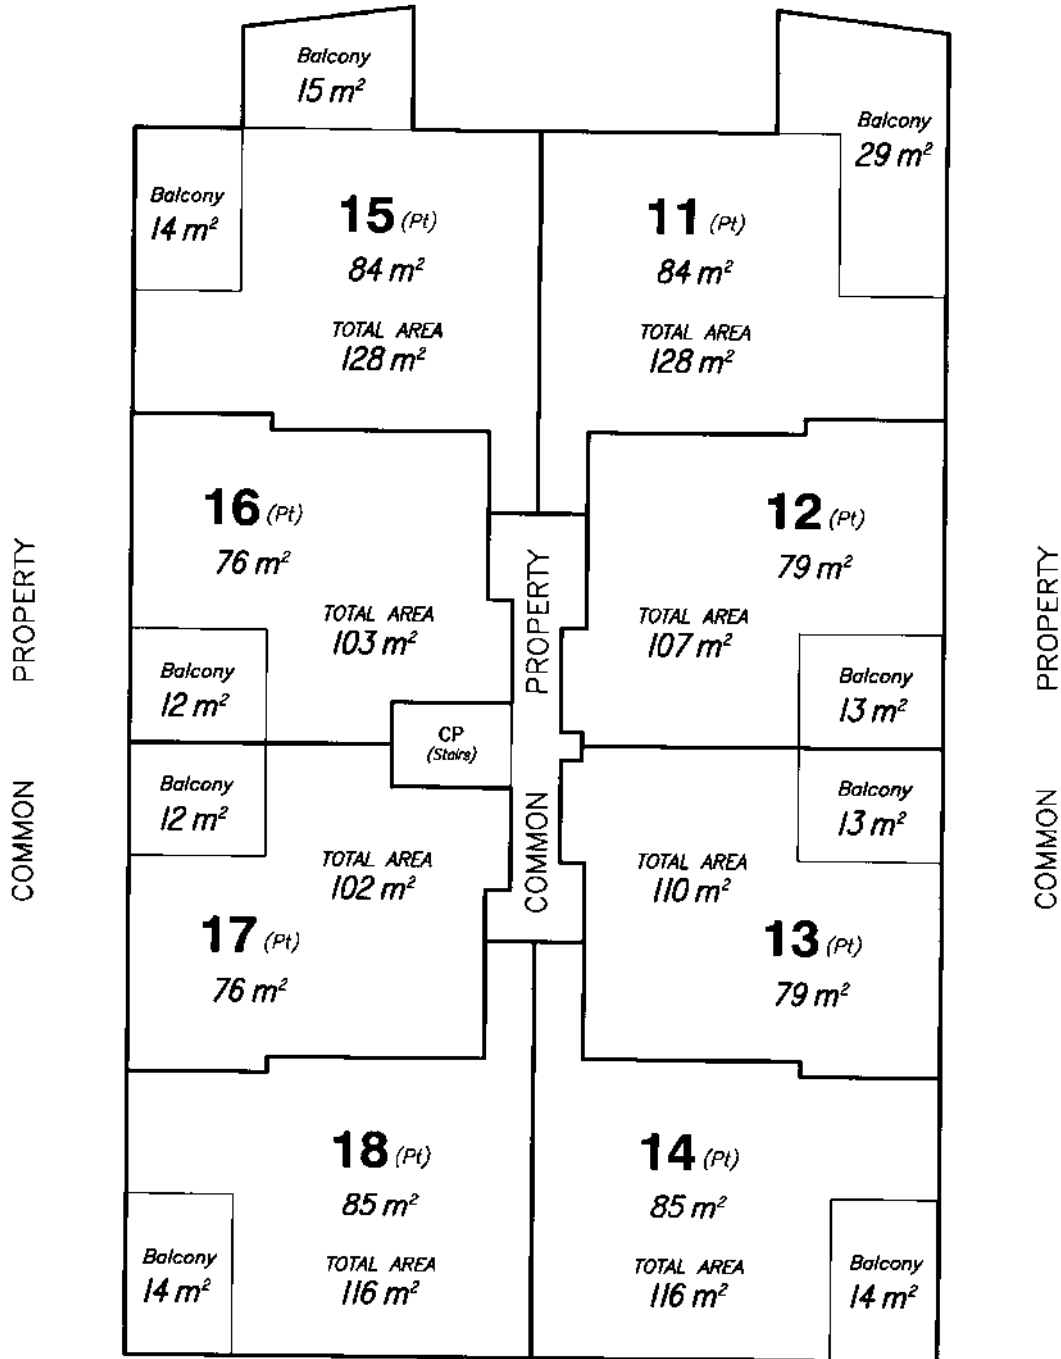 Balcony
15 m²
Balcony
29 m²
Balcony
14 m²
15 (Pt)
84 m²
TOTAL AREA
128 m²
11 (Pt)
84 m²
TOTAL AREA
128 m²
16 (Pt)
76 m²
TOTAL AREA
103 m²
Balcony
12 m²
12 (Pt)
79 m²
TOTAL AREA
107 m²
Balcony
13 m²
COMMON PROPERTY
CP
(Stairs)
COMMON PROPERTY
COMMON PROPERTY
Balcony
12 m²
TOTAL AREA
102 m²
17 (Pt)
76 m²
Balcony
13 m²
TOTAL AREA
110 m²
13 (Pt)
79 m²
18 (Pt)
85 m²
TOTAL AREA
116 m²
Balcony
14 m²
14 (Pt)
85 m²
TOTAL AREA
116 m²
Balcony
14 m²